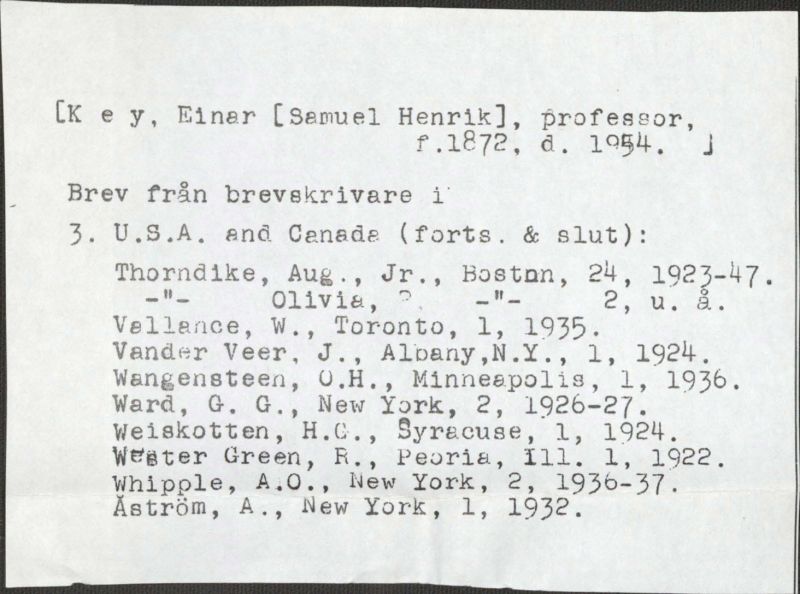 [K e y, Einar [Samuel Henrik], professor,
f.1872, d. 1954. ]
Brev från brevskrivare i
3. U.S.A. and Canada (forts. & slut):
Thorndike, Aug., Jr., Boston, 24, 1923-47.
-"- Olivia, -"- 2, u. å.
Vallance, W., Toronto, 1, 1935.
Vander Veer, J., Albany,N.Y., 1, 1924.
Wangensteen, O.H., Minneapolis, 1, 1936.
Ward, G. G., New York, 2, 1926-27.
Weiskotten, H.G., Syracuse, 1, 1924.
Wester Green, R., Peoria, Ill. 1, 1922.
Whipple, A.O., New York, 2, 1936-37.
Åström, A., New York, 1, 1932.